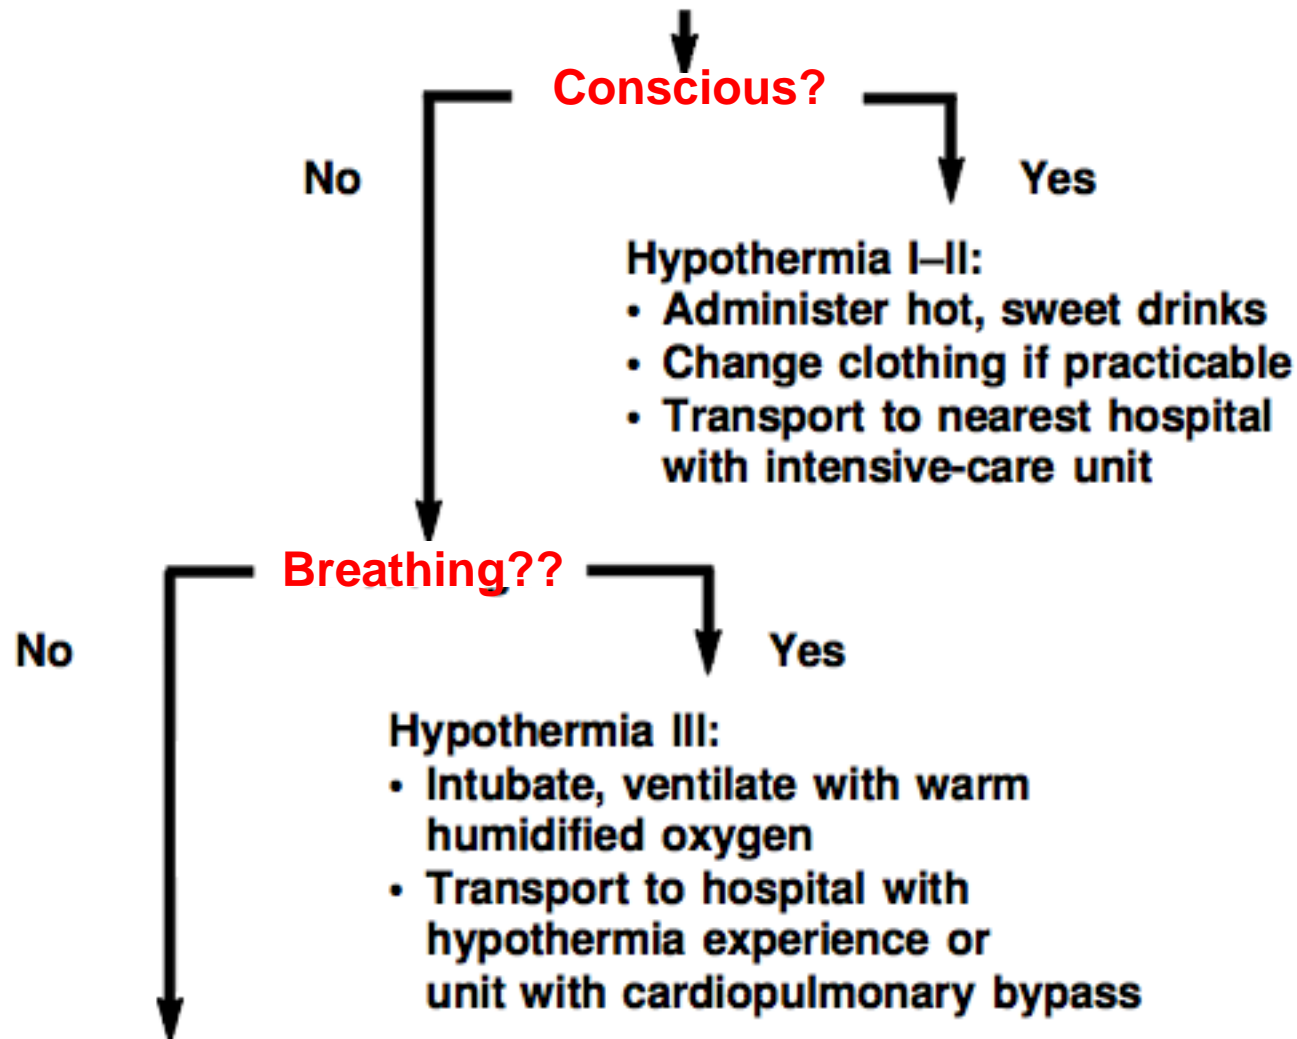 Conscious?
No
Yes
Hypothermia I–II:
• Administer hot, sweet drinks
• Change clothing if practicable
• Transport to nearest hospital
with intensive-care unit
Breathing??
No
Yes
Hypothermia III:
• Intubate, ventilate with warm
humidified oxygen
• Transport to hospital with
hypothermia experience or
unit with cardiopulmonary bypass